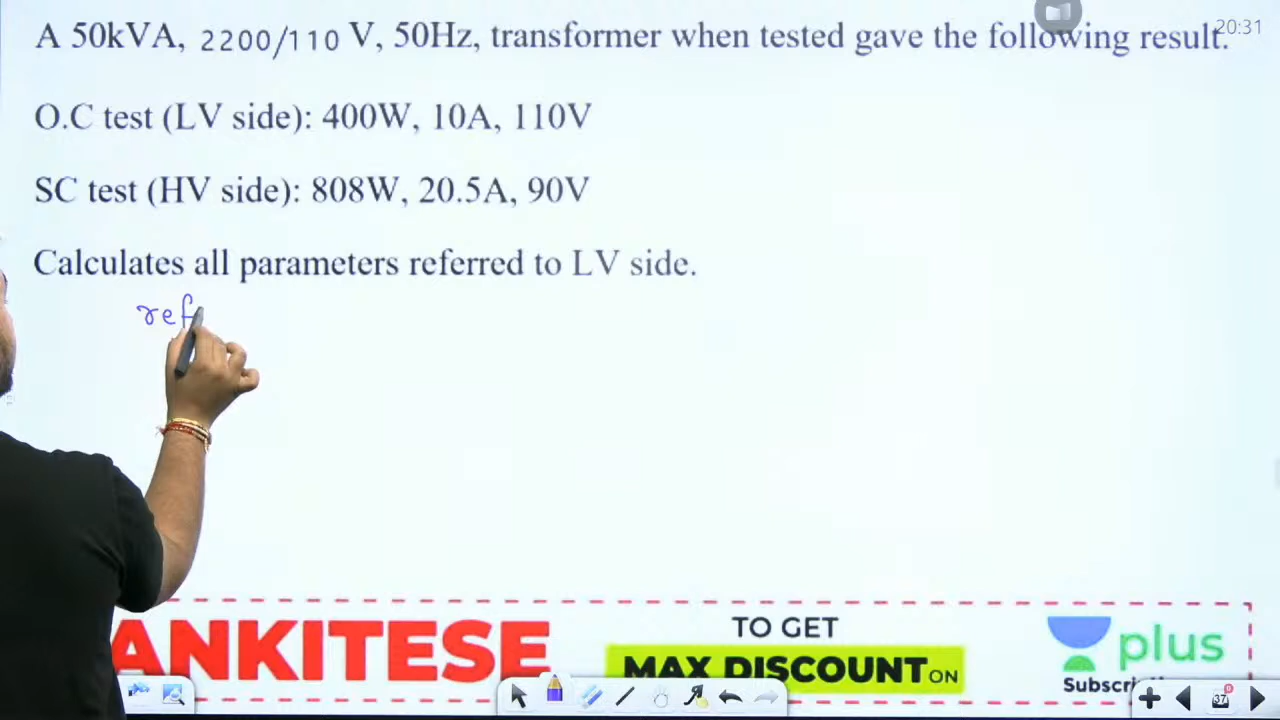 20:31
A 50kVA, 2200/110 V, 50Hz, transformer when tested gave the following result.
O.C test (LV side): 400W, 10A, 110V
SC test (HV side): 808W, 20.5A, 90V
Calculates all parameters referred to LV side.
ref
ANKITESE
TO GET
MAX DISCOUNT ON
plus
37